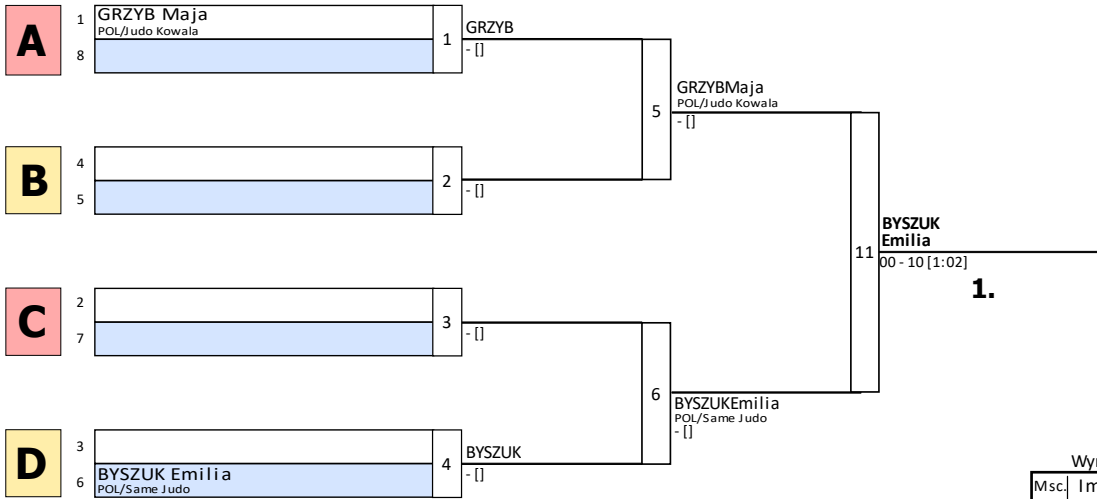 A
1
GRZYB Maja
POL/Judo Kowala
8
1
GRZYB
- []
B
4
5
2
- []
5
GRZYBMaja
POL/Judo Kowala
- []
C
2
7
3
- []
D
3
6
BYSZUK Emilia
POL/Same Judo
4
BYSZUK
- []
6
BYSZUKEmilia
POL/Same Judo
- []
11
BYSZUK
Emilia
00 - 10 [1:02]
1.
Wyn
Msc. Im